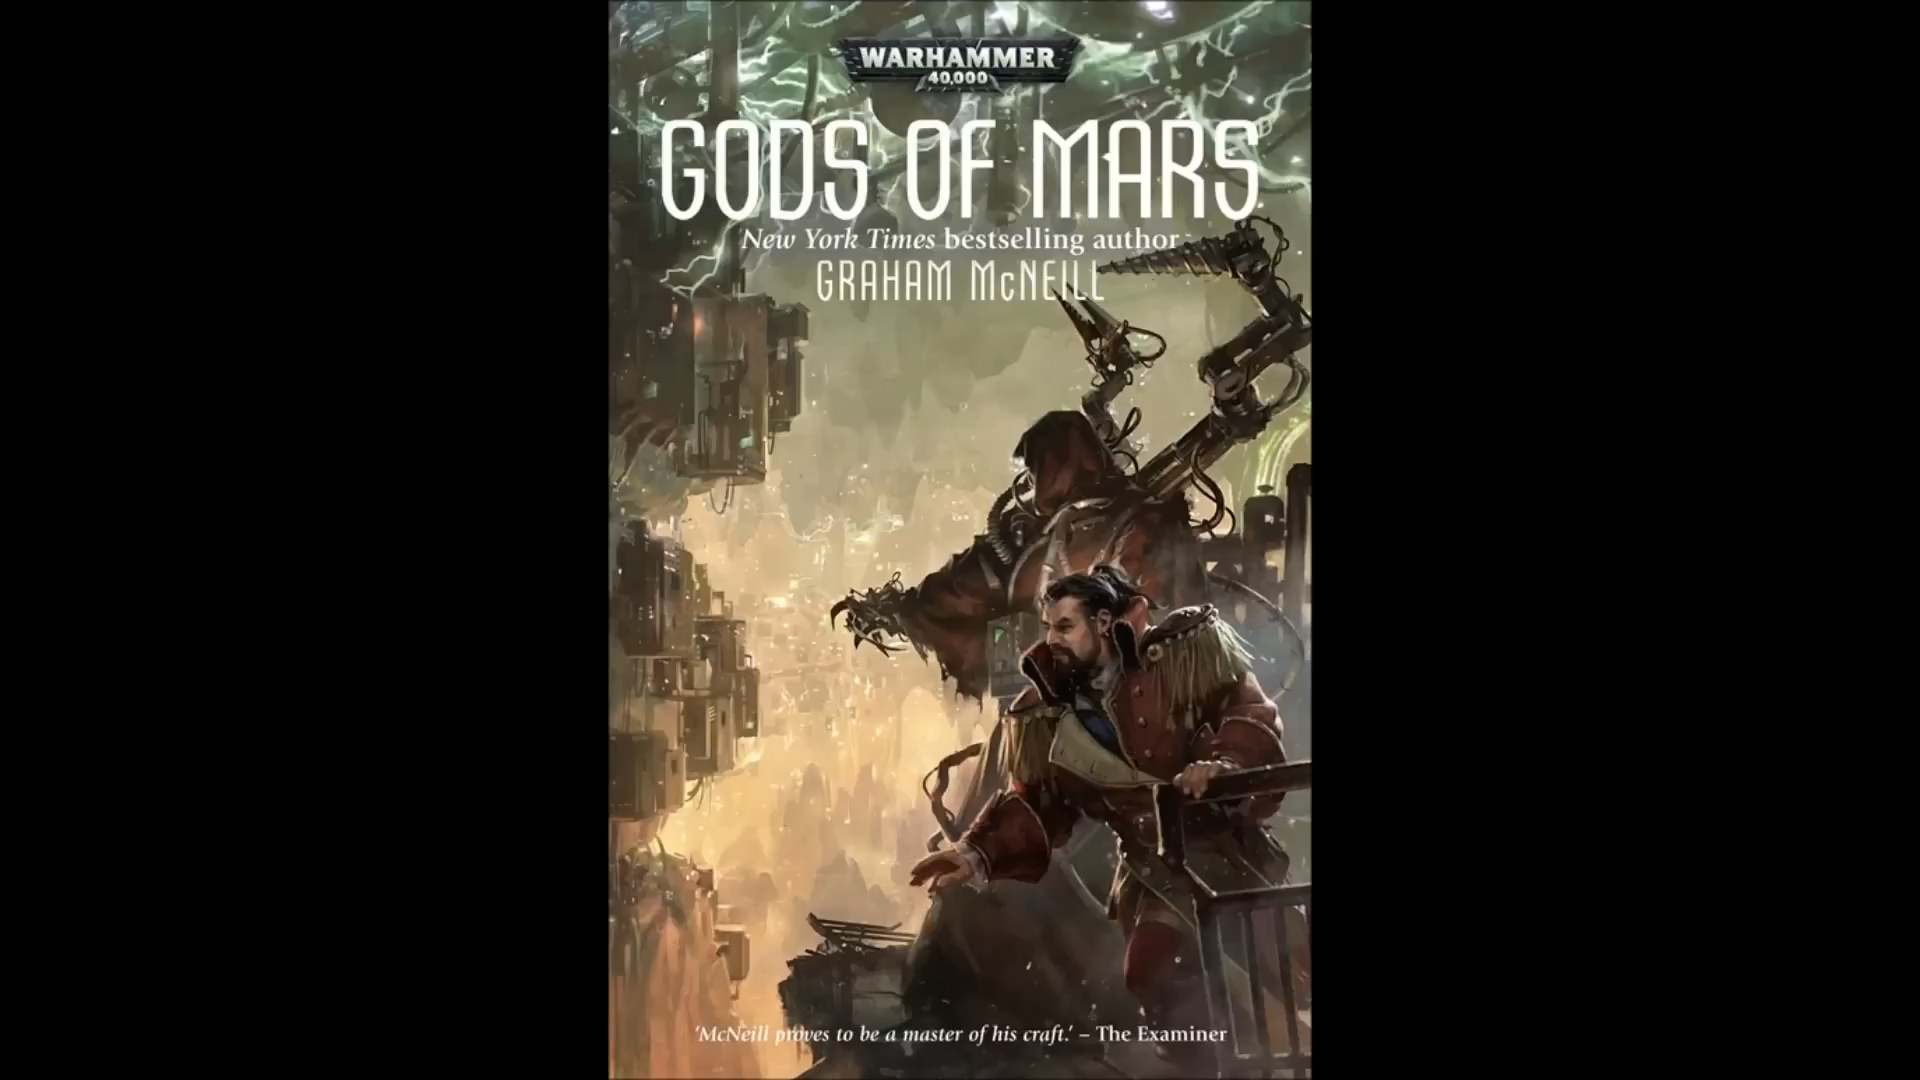 WARHAMMER
40,000
GODS OF MARS
New York Times bestselling author
GRAHAM McNEILL
'McNeill proves to be a master of his craft.' – The Examiner